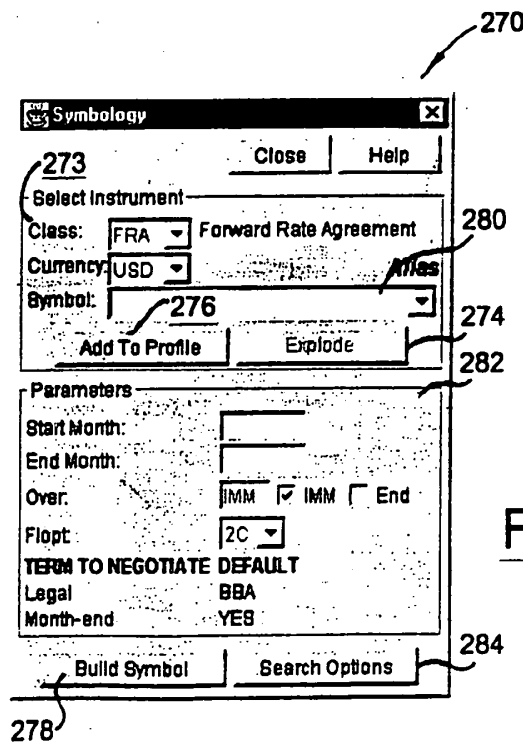 270
Symbology
Close Help
273
Select Instrument
Class: FRA Forward Rate Agreement
280
Currency: USD
Alias
Symbol:
276
274
Add To Profile Explode
282
Parameters
Start Month:
End Month:
Over: IMM IMM End
Flopt: 2C
F
TERM TO NEGOTIATE DEFAULT
Legal BBA
Month-end YES
284
Build Symbol Search Options
278